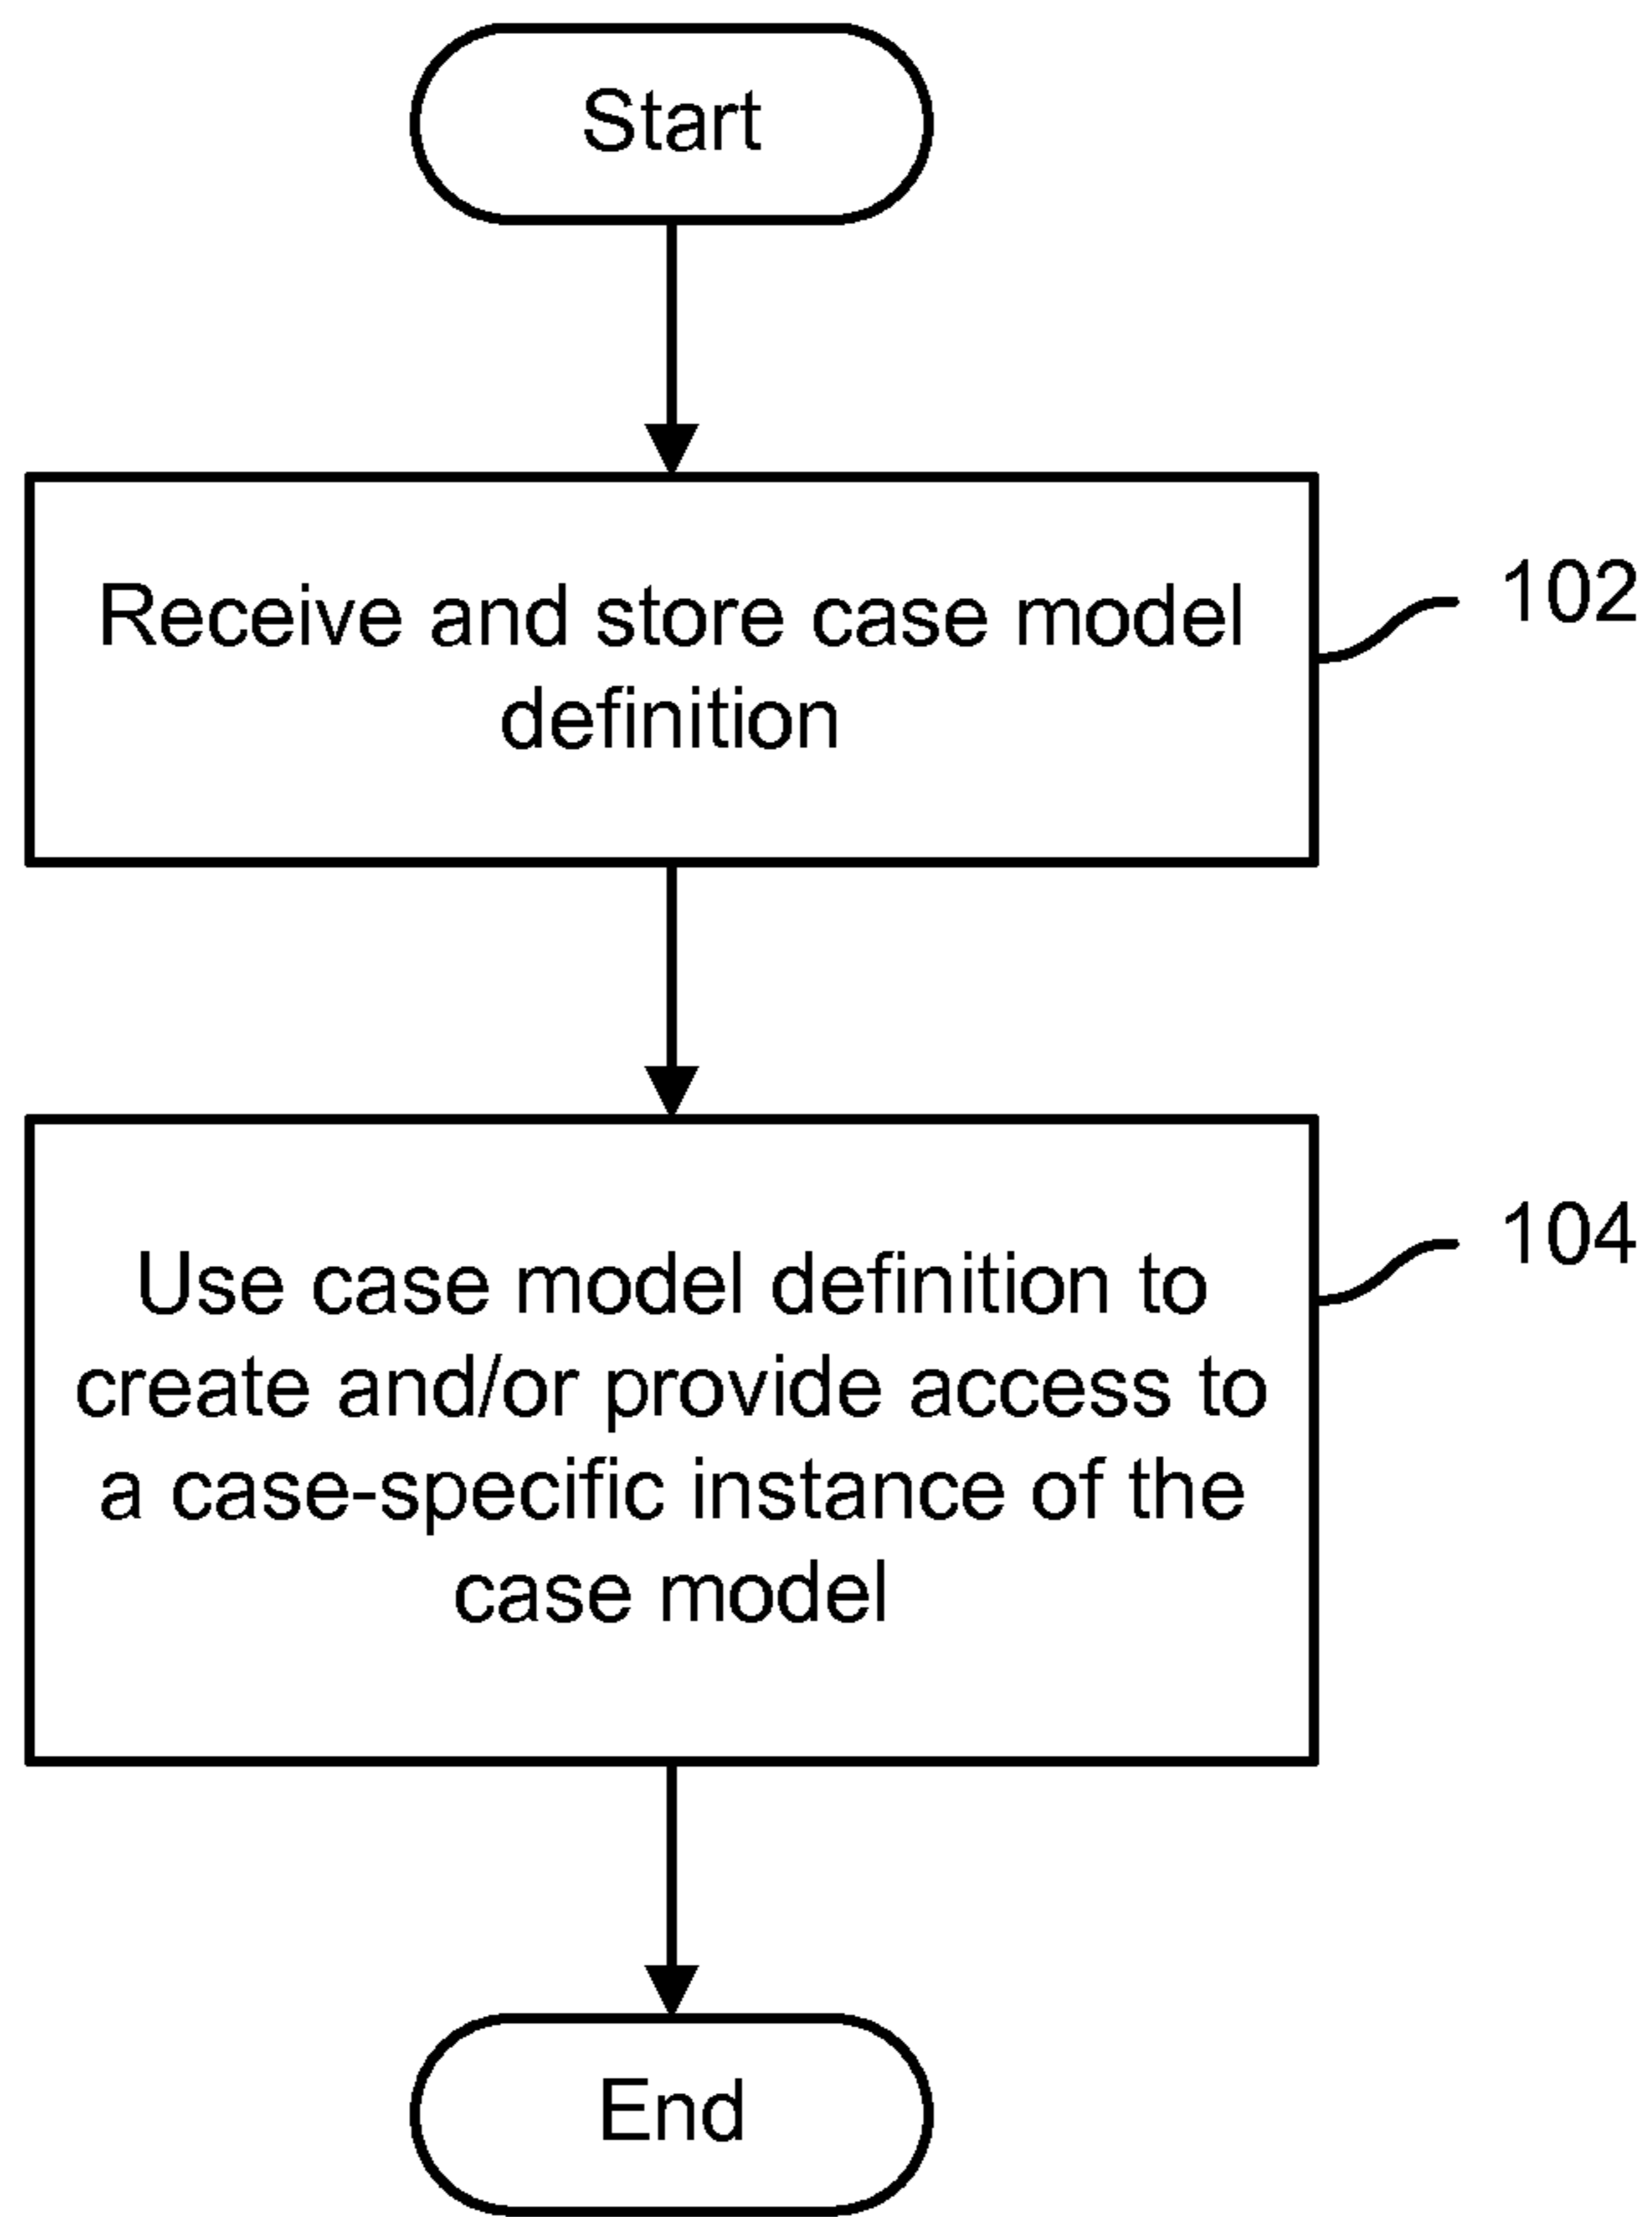 Start
Receive and store case model
definition
102
Use case model definition to
create and/or provide access to
a case-specific instance of the
case model
104
End